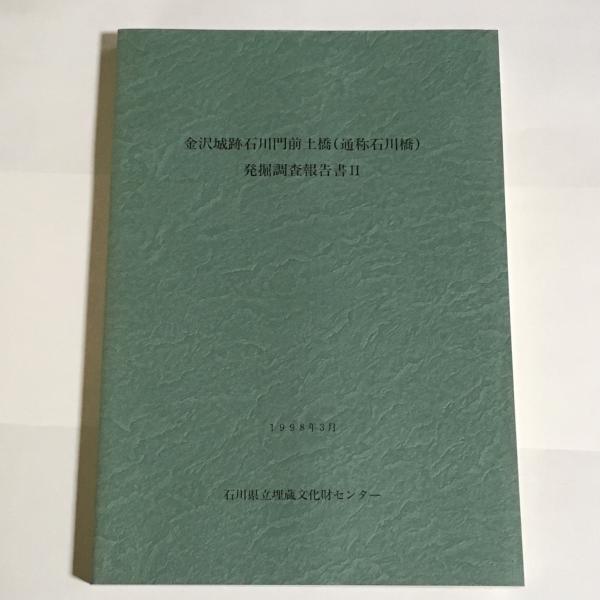 金沢城跡石川門前土橋(通称石川橋)
発掘調査報告書II
1998年3月
石川県立埋蔵文化財センター